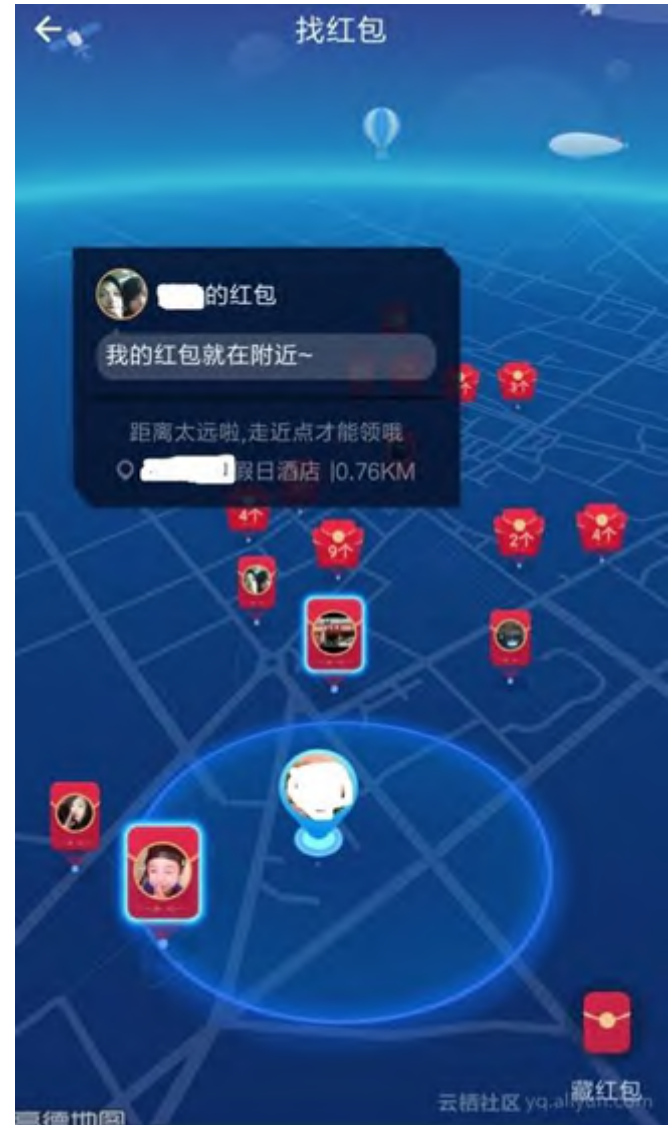 找红包
的红包
我的红包就在附近~
距离太远啦,走近点才能领哦
假日酒店 |0.76KM
3个
4个
9个
2个
4个
藏红包
云栖社区 yq.aliyun.com
高德地图